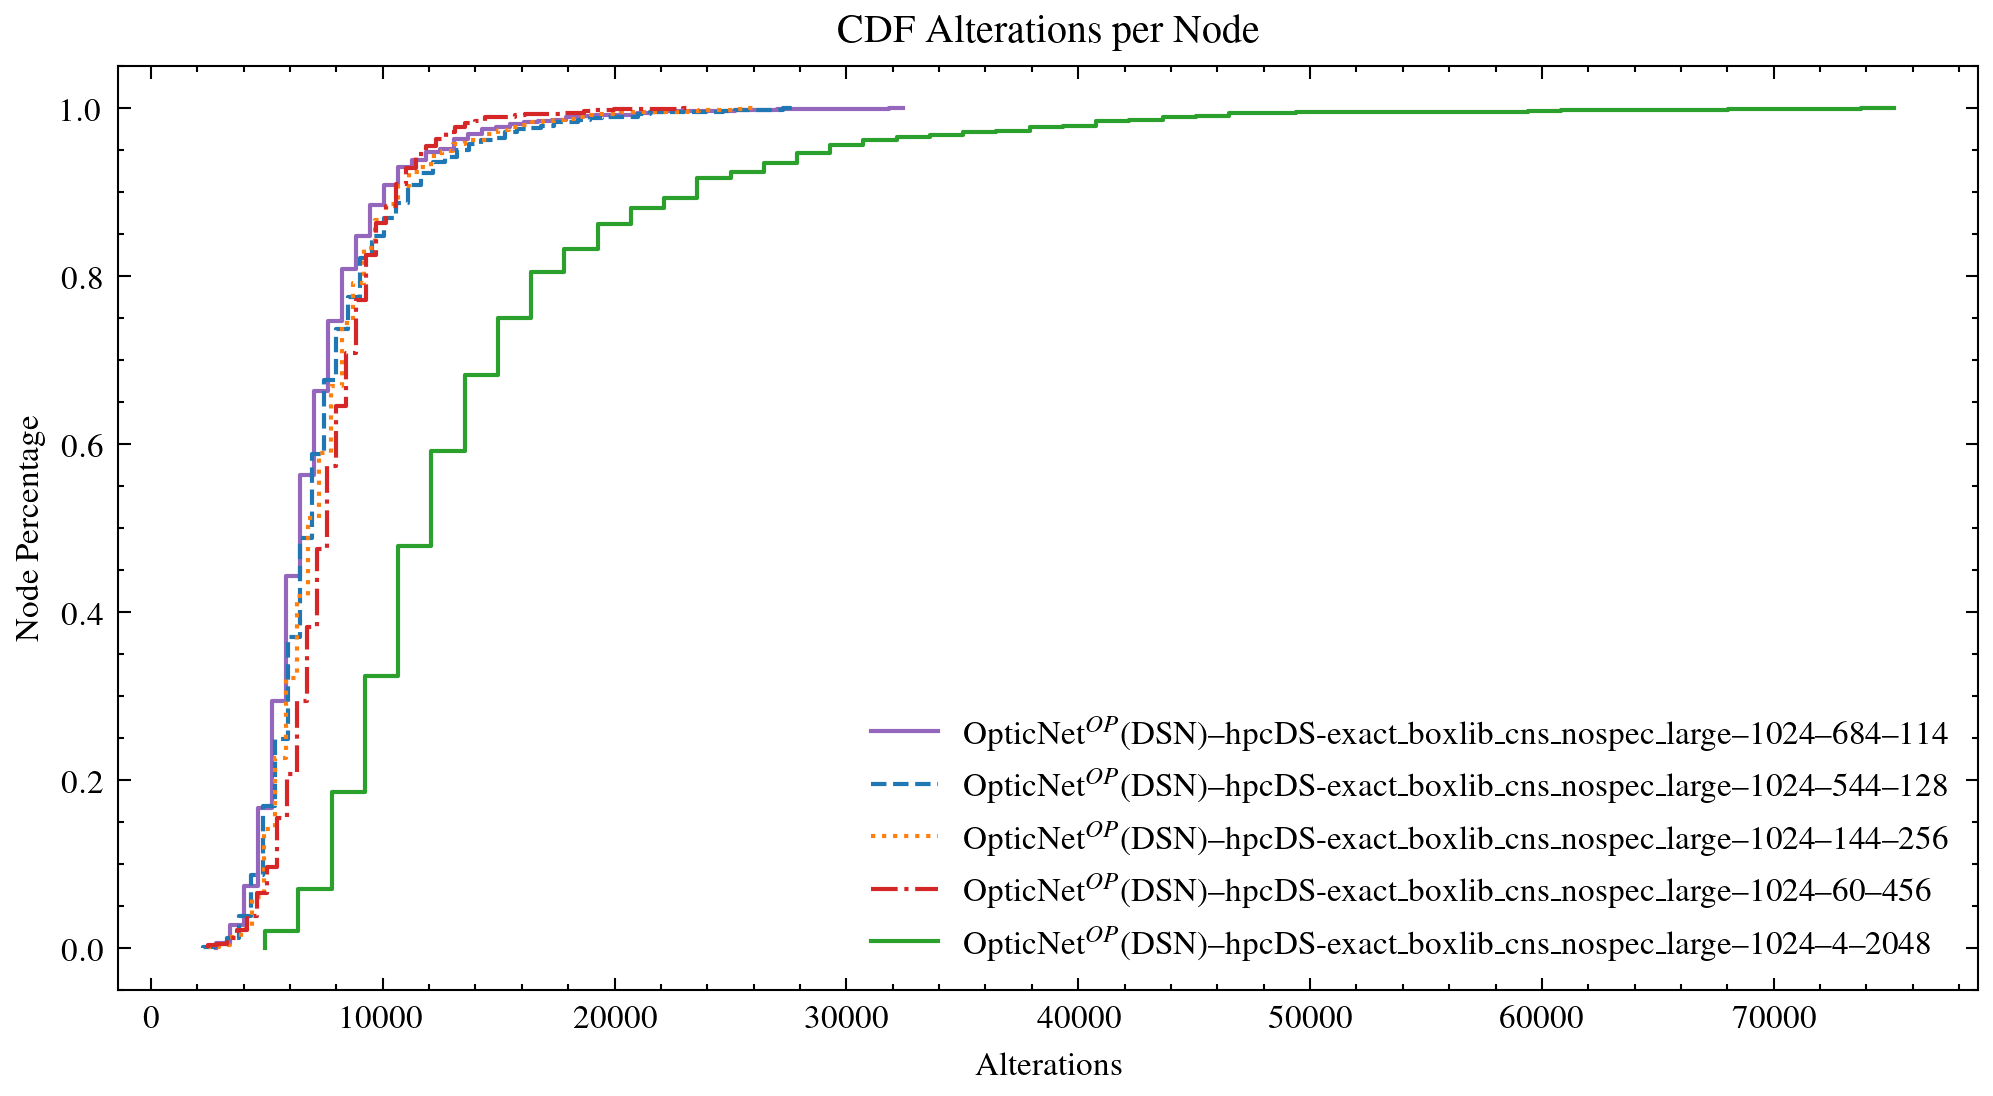 CDF Alterations per Node
1.0
0.8
0.6
0.4
0.2
0.0
Node Percentage
OpticNet^OP(DSN)–hpcDS-exact_boxlib_cns_nospec_large–1024–684–114
OpticNet^OP(DSN)–hpcDS-exact_boxlib_cns_nospec_large–1024–544–128
OpticNet^OP(DSN)–hpcDS-exact_boxlib_cns_nospec_large–1024–144–256
OpticNet^OP(DSN)–hpcDS-exact_boxlib_cns_nospec_large–1024–60–456
OpticNet^OP(DSN)–hpcDS-exact_boxlib_cns_nospec_large–1024–4–2048
0 10000 20000 30000 40000 50000 60000 70000
Alterations